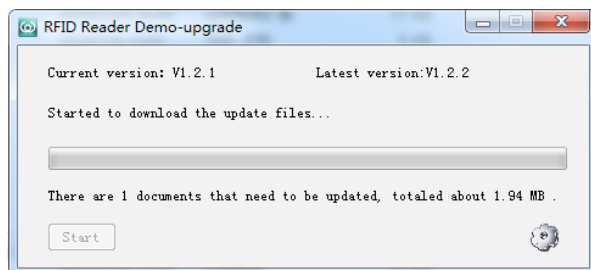 RFID Reader Demo-upgrade
Current version: V1.2.1 Latest version:V1.2.2
Started to download the update files...
There are 1 documents that need to be updated, totaled about 1.94 MB .
Start